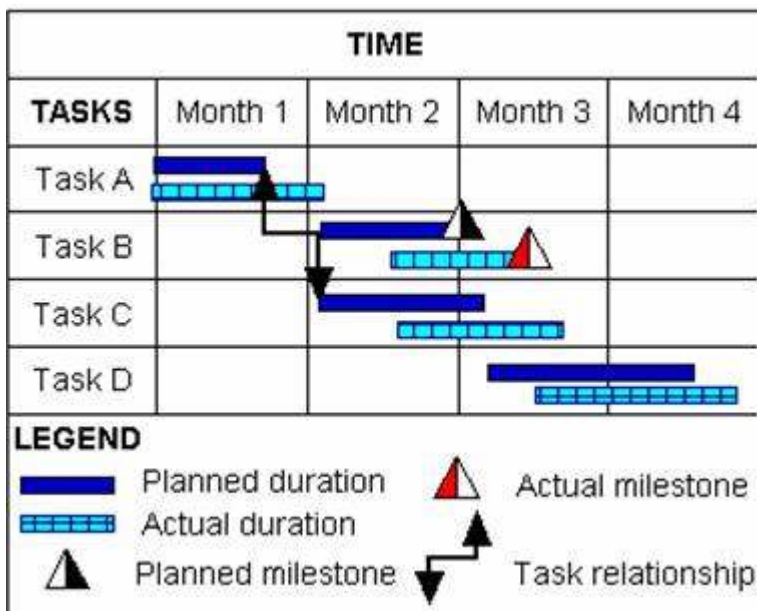 TIME
TASKS Month 1 Month 2 Month 3 Month 4
Task A
Task B
Task C
Task D
LEGEND
Planned duration Actual milestone
Actual duration
Planned milestone Task relationship